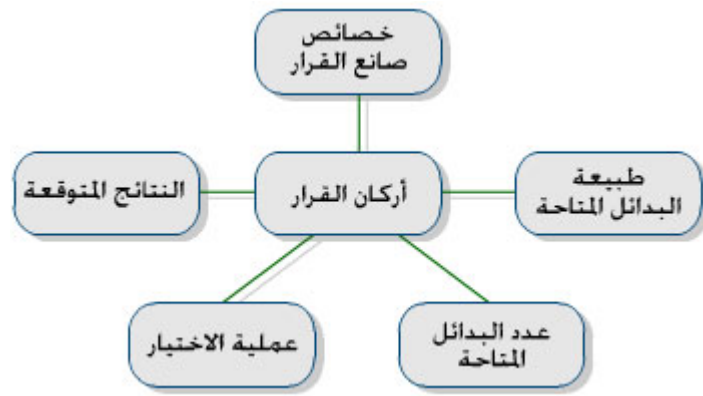 خصائص
صانع القرار
طبيعة
البدائل المتاحة
أركان القرار
النتائج المتوقعة
عدد البدائل
المتاحة
عملية الاختيار